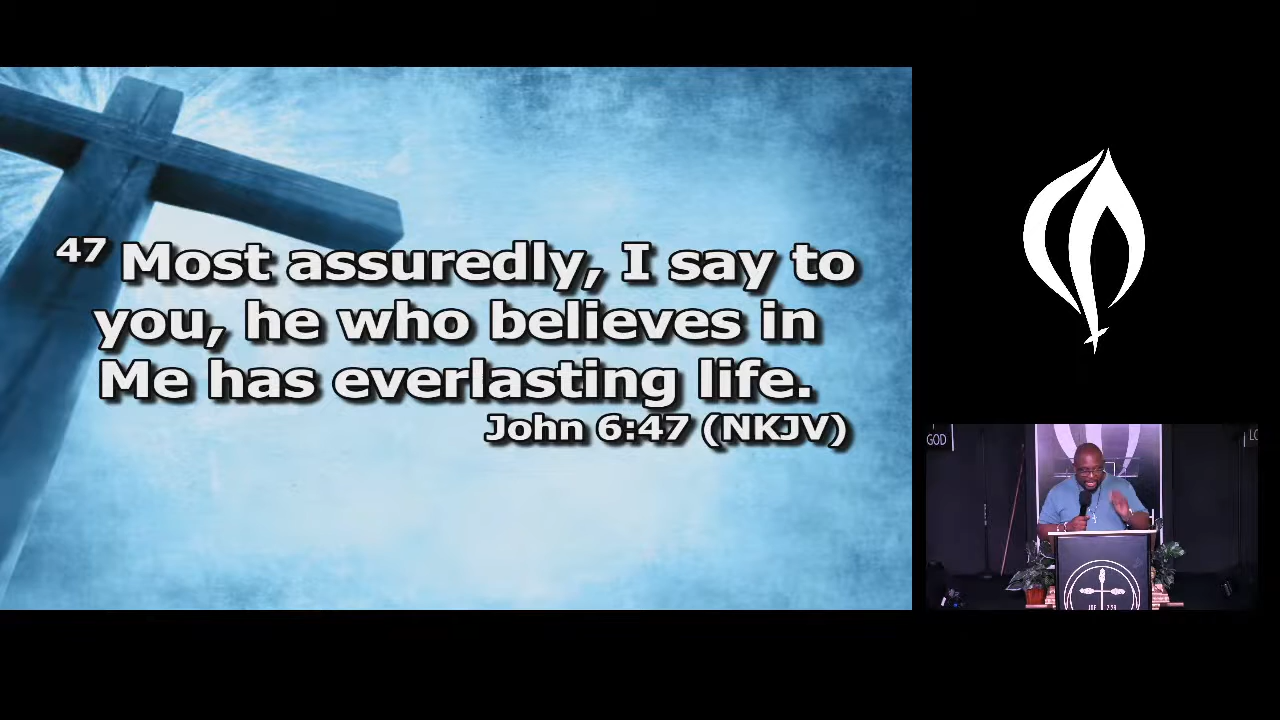 47 Most assuredly, I say to
you, he who believes in
Me has everlasting life.
John 6:47 (NKJV)
GOD